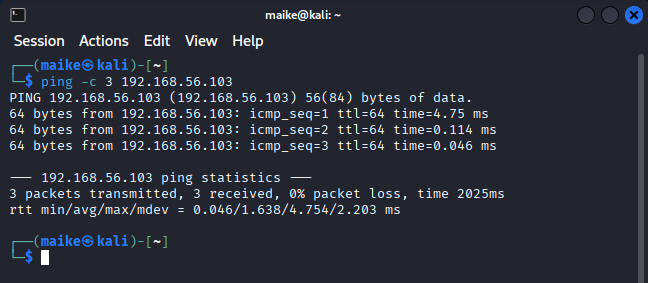 maike@kali: ~
Session Actions Edit View Help
┌──(maike㉿kali)-[~]
└─$ ping -c 3 192.168.56.103
PING 192.168.56.103 (192.168.56.103) 56(84) bytes of data.
64 bytes from 192.168.56.103: icmp_seq=1 ttl=64 time=4.75 ms
64 bytes from 192.168.56.103: icmp_seq=2 ttl=64 time=0.114 ms
64 bytes from 192.168.56.103: icmp_seq=3 ttl=64 time=0.046 ms
--- 192.168.56.103 ping statistics ---
3 packets transmitted, 3 received, 0% packet loss, time 2025ms
rtt min/avg/max/mdev = 0.046/1.638/4.754/2.203 ms
┌──(maike㉿kali)-[~]
└─$